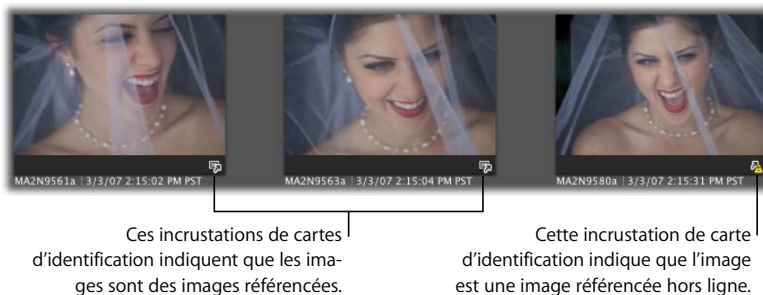 MA2N9561a 3/3/07 2:15:02 PM PST
MA2N9563a 3/3/07 2:15:04 PM PST
MA2N9580a 3/3/07 2:15:31 PM PST
Ces incrustations de cartes
d’identification indiquent que les ima-
ges sont des images référencées.
Cette incrustation de carte
d’identification indique que l’image
est une image référencée hors ligne.